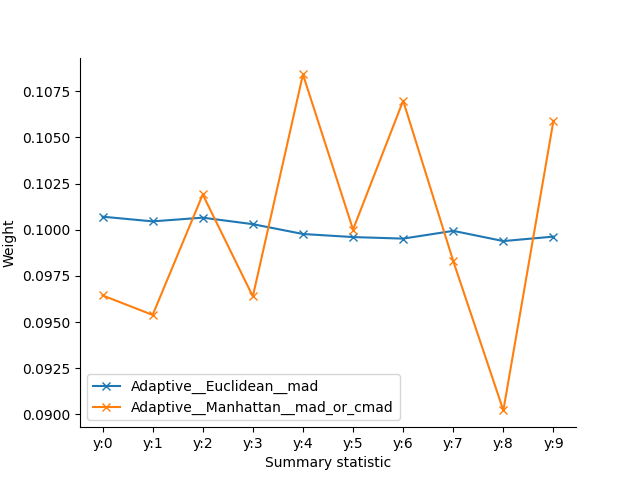 0.1075
0.1050
0.1025
0.1000
0.0975
0.0950
0.0925
0.0900
Weight
Adaptive__Euclidean__mad
Adaptive__Manhattan__mad_or_cmad
y:0 y:1 y:2 y:3 y:4 y:5 y:6 y:7 y:8 y:9
Summary statistic